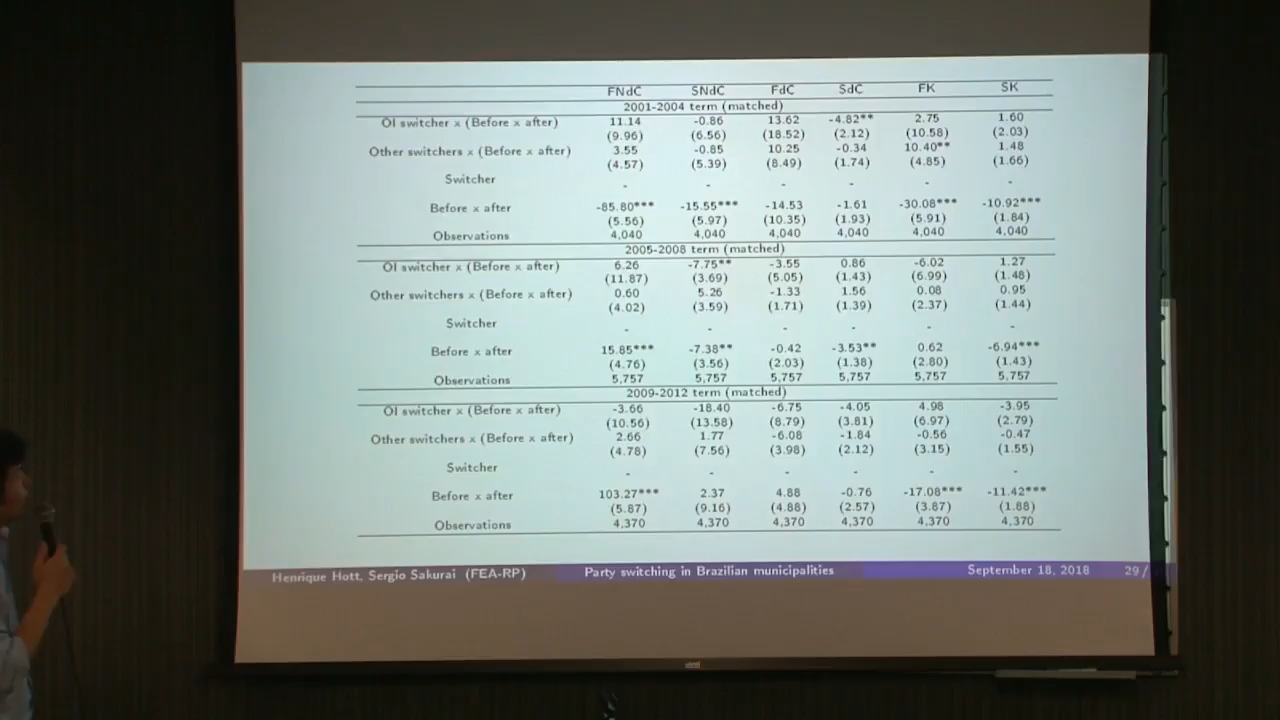 FNdC SNdC FdC SdC FK SK
2001-2004 term (matched)
OI switcher x (Before x after) 11.14 -0.86 13.62 -4.82** 2.75 1.60
(9.96) (6.56) (18.52) (2.12) (10.58) (2.03)
Other switchers x (Before x after) 3.55 -0.85 10.25 -0.34 10.40** 1.48
(4.57) (5.39) (8.49) (1.74) (4.85) (1.66)
Switcher - - - - - -
Before x after -85.80*** -15.55*** -14.53 -1.61 -30.08*** -10.92***
(5.56) (5.97) (10.35) (1.93) (5.91) (1.84)
Observations 4,040 4,040 4,040 4,040 4,040 4,040
2005-2008 term (matched)
OI switcher x (Before x after) 6.26 -7.75** -3.55 0.86 -6.02 1.27
(11.87) (3.69) (5.05) (1.43) (6.99) (1.48)
Other switchers x (Before x after) 0.60 5.26 -1.33 1.56 0.08 0.95
(4.02) (3.59) (1.71) (1.39) (2.37) (1.44)
Switcher - - - - - -
Before x after 15.85*** -7.38** -0.42 -3.53** 0.62 -6.94***
(4.76) (3.56) (2.03) (1.38) (2.80) (1.43)
Observations 5,757 5,757 5,757 5,757 5,757 5,757
2009-2012 term (matched)
OI switcher x (Before x after) -3.66 -18.40 -6.75 -4.05 4.98 -3.95
(10.56) (13.58) (8.79) (3.81) (6.97) (2.79)
Other switchers x (Before x after) 2.66 1.77 -6.08 -1.84 -0.56 -0.47
(4.78) (7.56) (3.98) (2.12) (3.15) (1.55)
Switcher - - - - - -
Before x after 103.27*** 2.37 4.88 -0.76 -17.08*** -11.42***
(5.87) (9.16) (4.88) (2.57) (3.87) (1.88)
Observations 4,370 4,370 4,370 4,370 4,370 4,370
Henrique Hott, Sergio Sakurai (FEA-RP) Party switching in Brazilian municipalities September 18, 2018 29/